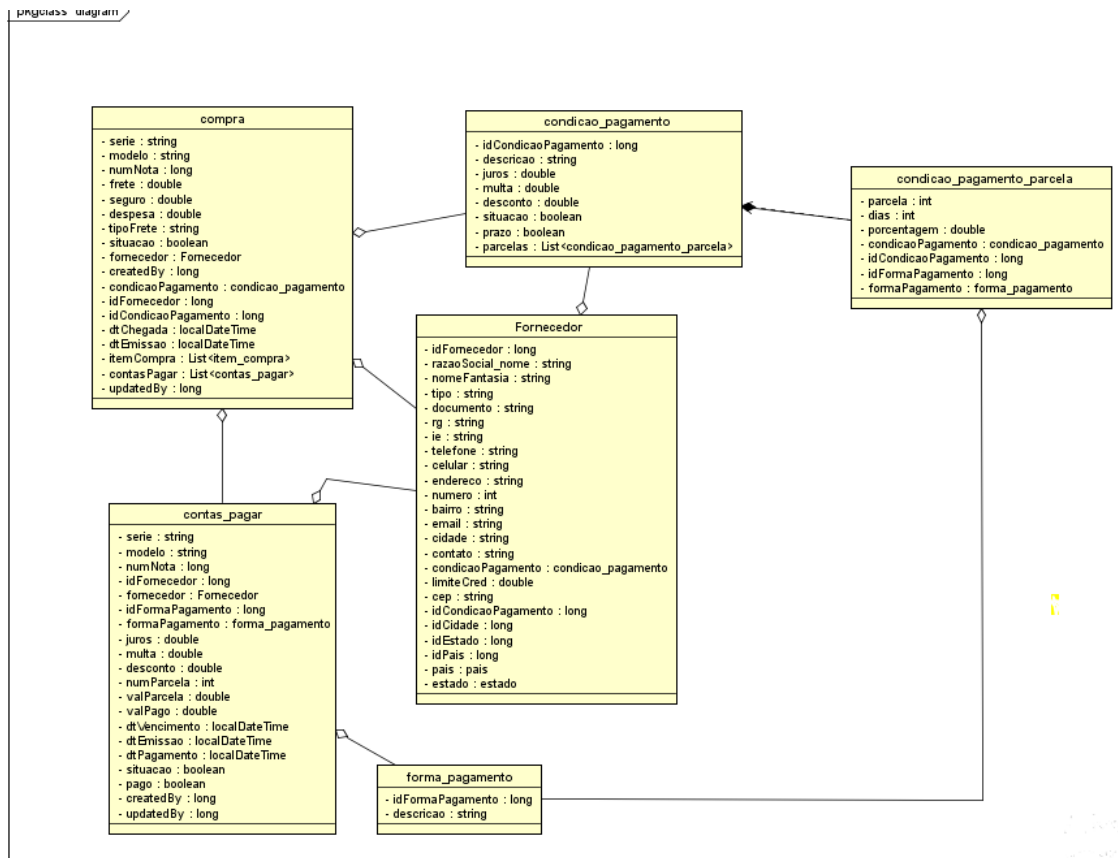 pkgclass diagram
compra
- serie : string
- modelo : string
- numNota : long
- frete : double
- seguro : double
- despesa : double
- tipoFrete : string
- situacao : boolean
- fornecedor : Fornecedor
- createdBy : long
- condicaoPagamento : condicao_pagamento
- idFornecedor : long
- idCondicaoPagamento : long
- dtChegada : localDateTime
- dtEmissao : localDateTime
- itemCompra : List<item_compra>
- contasPagar : List<contas_pagar>
- updatedBy : long
condicao_pagamento
- idCondicaoPagamento : long
- descricao : string
- juros : double
- multa : double
- desconto : double
- situacao : boolean
- prazo : boolean
- parcelas : List<condicao_pagamento_parcela>
condicao_pagamento_parcela
- parcela : int
- dias : int
- porcentagem : double
- condicaoPagamento : condicao_pagamento
- idCondicaoPagamento : long
- idFormaPagamento : long
- formaPagamento : forma_pagamento
Fornecedor
- idFornecedor : long
- razaoSocial_nome : string
- nomeFantasia : string
- tipo : string
- documento : string
- rg : string
- ie : string
- telefone : string
- celular : string
- endereco : string
- numero : int
- bairro : string
- email : string
- cidade : string
- contato : string
- condicaoPagamento : condicao_pagamento
- limiteCred : double
- cep : string
- idCondicaoPagamento : long
- idCidade : long
- idEstado : long
- idPais : long
- pais : pais
- estado : estado
contas_pagar
- serie : string
- modelo : string
- numNota : long
- idFornecedor : long
- fornecedor : Fornecedor
- idFormaPagamento : long
- formaPagamento : forma_pagamento
- juros : double
- multa : double
- desconto : double
- numParcela : int
- valParcela : double
- valPago : double
- dtVencimento : localDateTime
- dtEmissao : localDateTime
- dtPagamento : localDateTime
- situacao : boolean
- pago : boolean
- createdBy : long
- updatedBy : long
forma_pagamento
- idFormaPagamento : long
- descricao : string